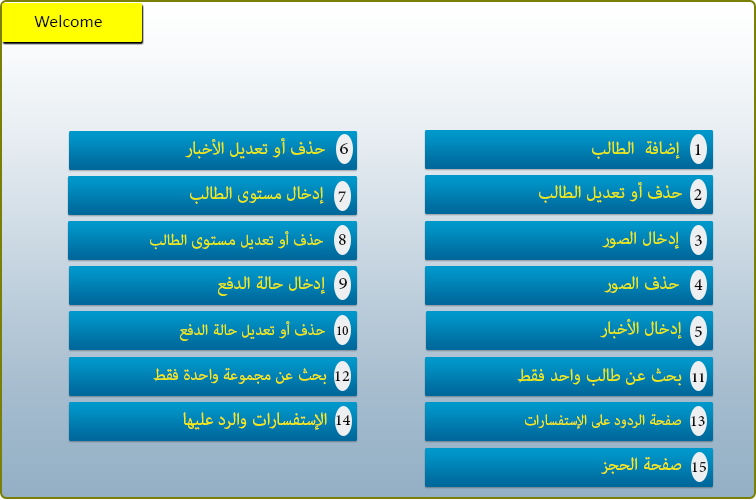 Welcome
1 إضافة الطالب
2 حذف أو تعديل الطالب
3 إدخال الصور
4 حذف الصور
5 إدخال الأخبار
11 بحث عن طالب واحد فقط
13 صفحة الردود على الإستفسارات
15 صفحة الحجز
6 حذف أو تعديل الأخبار
7 إدخال مستوى الطالب
8 حذف أو تعديل مستوى الطالب
9 إدخال حالة الدفع
10 حذف أو تعديل حالة الدفع
12 بحث عن مجموعة واحدة فقط
14 الإستفسارات والرد عليها